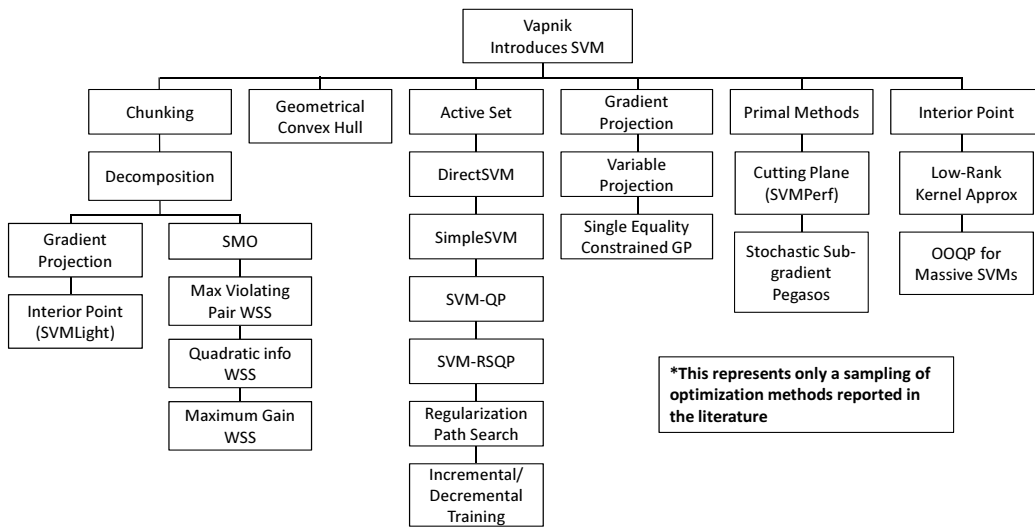 Vapnik
Introduces SVM
Chunking
Geometrical
Convex Hull
Active Set
Gradient
Projection
Primal Methods
Interior Point
Decomposition
DirectSVM
Variable
Projection
Cutting Plane
(SVMPerf)
Low-Rank
Kernel Approx
Gradient
Projection
SMO
SimpleSVM
Single Equality
Constrained GP
Stochastic Sub-
gradient
Pegasos
OOQP for
Massive SVMs
Interior Point
(SVMLight)
Max Violating
Pair WSS
SVM-QP
Quadratic info
WSS
SVM-RSQP
*This represents only a sampling of
optimization methods reported in
the literature
Maximum Gain
WSS
Regularization
Path Search
Incremental/
Decremental
Training